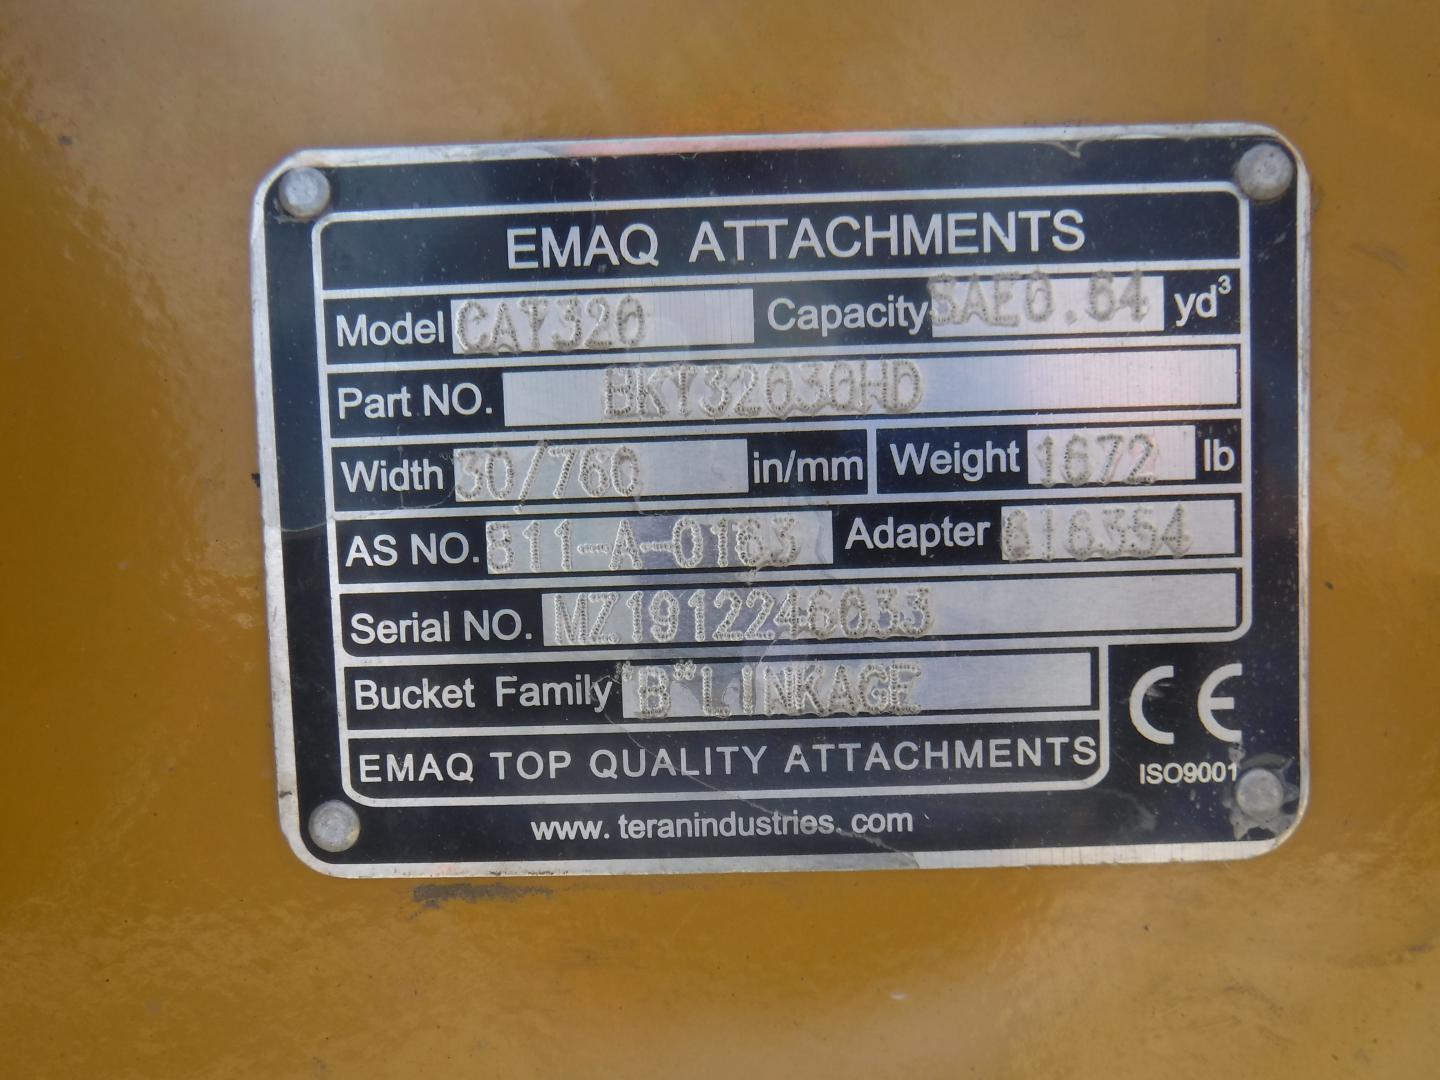 EMAQ ATTACHMENTS
Model CAT320 Capacity SAE0.64 yd³
Part NO. BKT32030HD
Width 30/760 in/mm Weight 1672 lb
AS NO. 511-A-0163 Adapter 616354
Serial NO. MZ1912246033
Bucket Family "B"LINKAGE
EMAQ TOP QUALITY ATTACHMENTS
CE
ISO9001
www.teranindustries.com